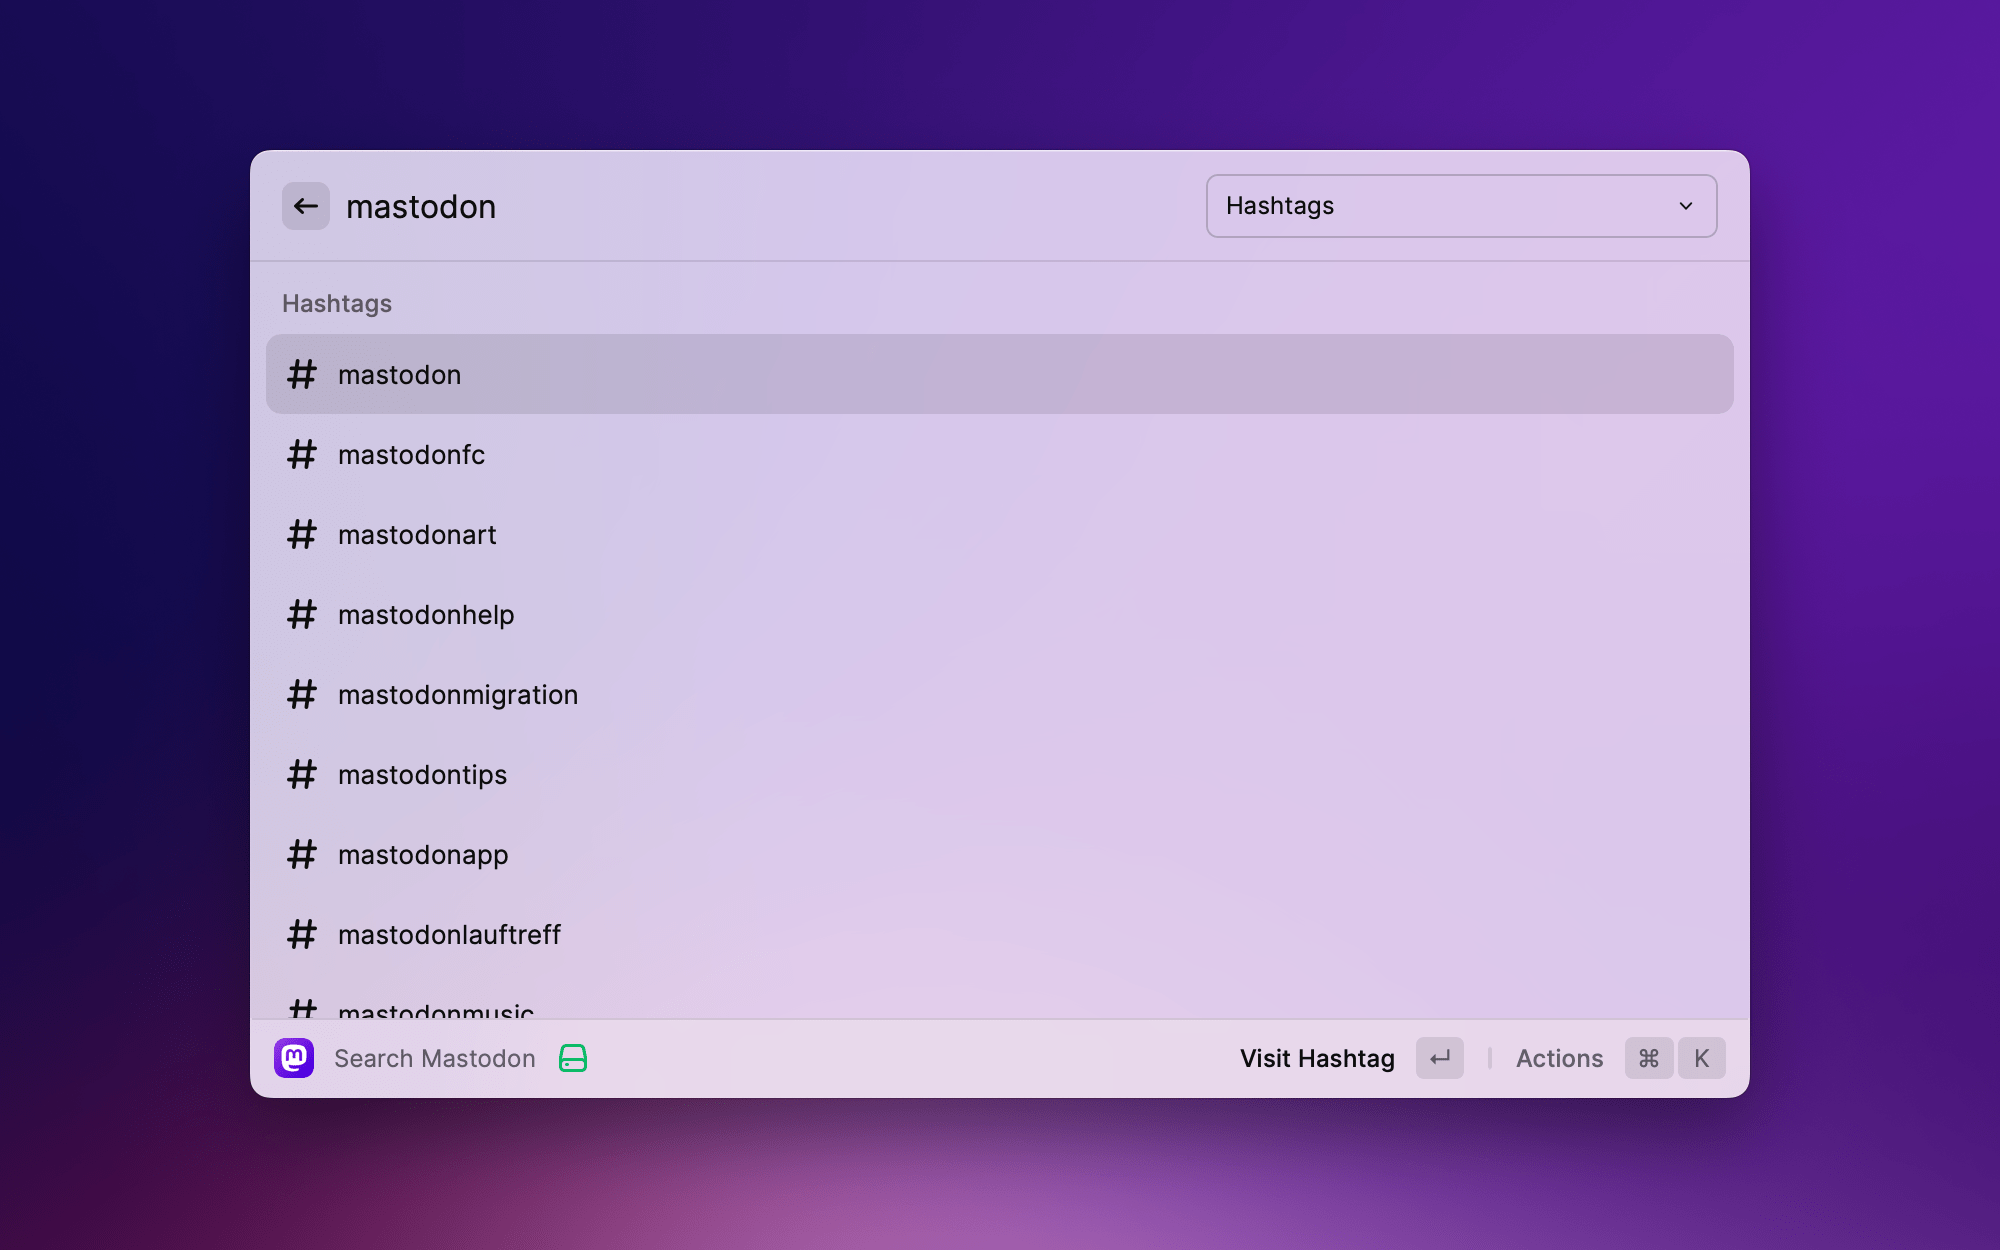 mastodon
Hashtags
Hashtags
# mastodon
# mastodonfc
# mastodonart
# mastodonhelp
# mastodonmigration
# mastodontips
# mastodonapp
# mastodonlauftreff
# mastodonmusic
Search Mastodon Visit Hashtag ↵ Actions ⌘ K